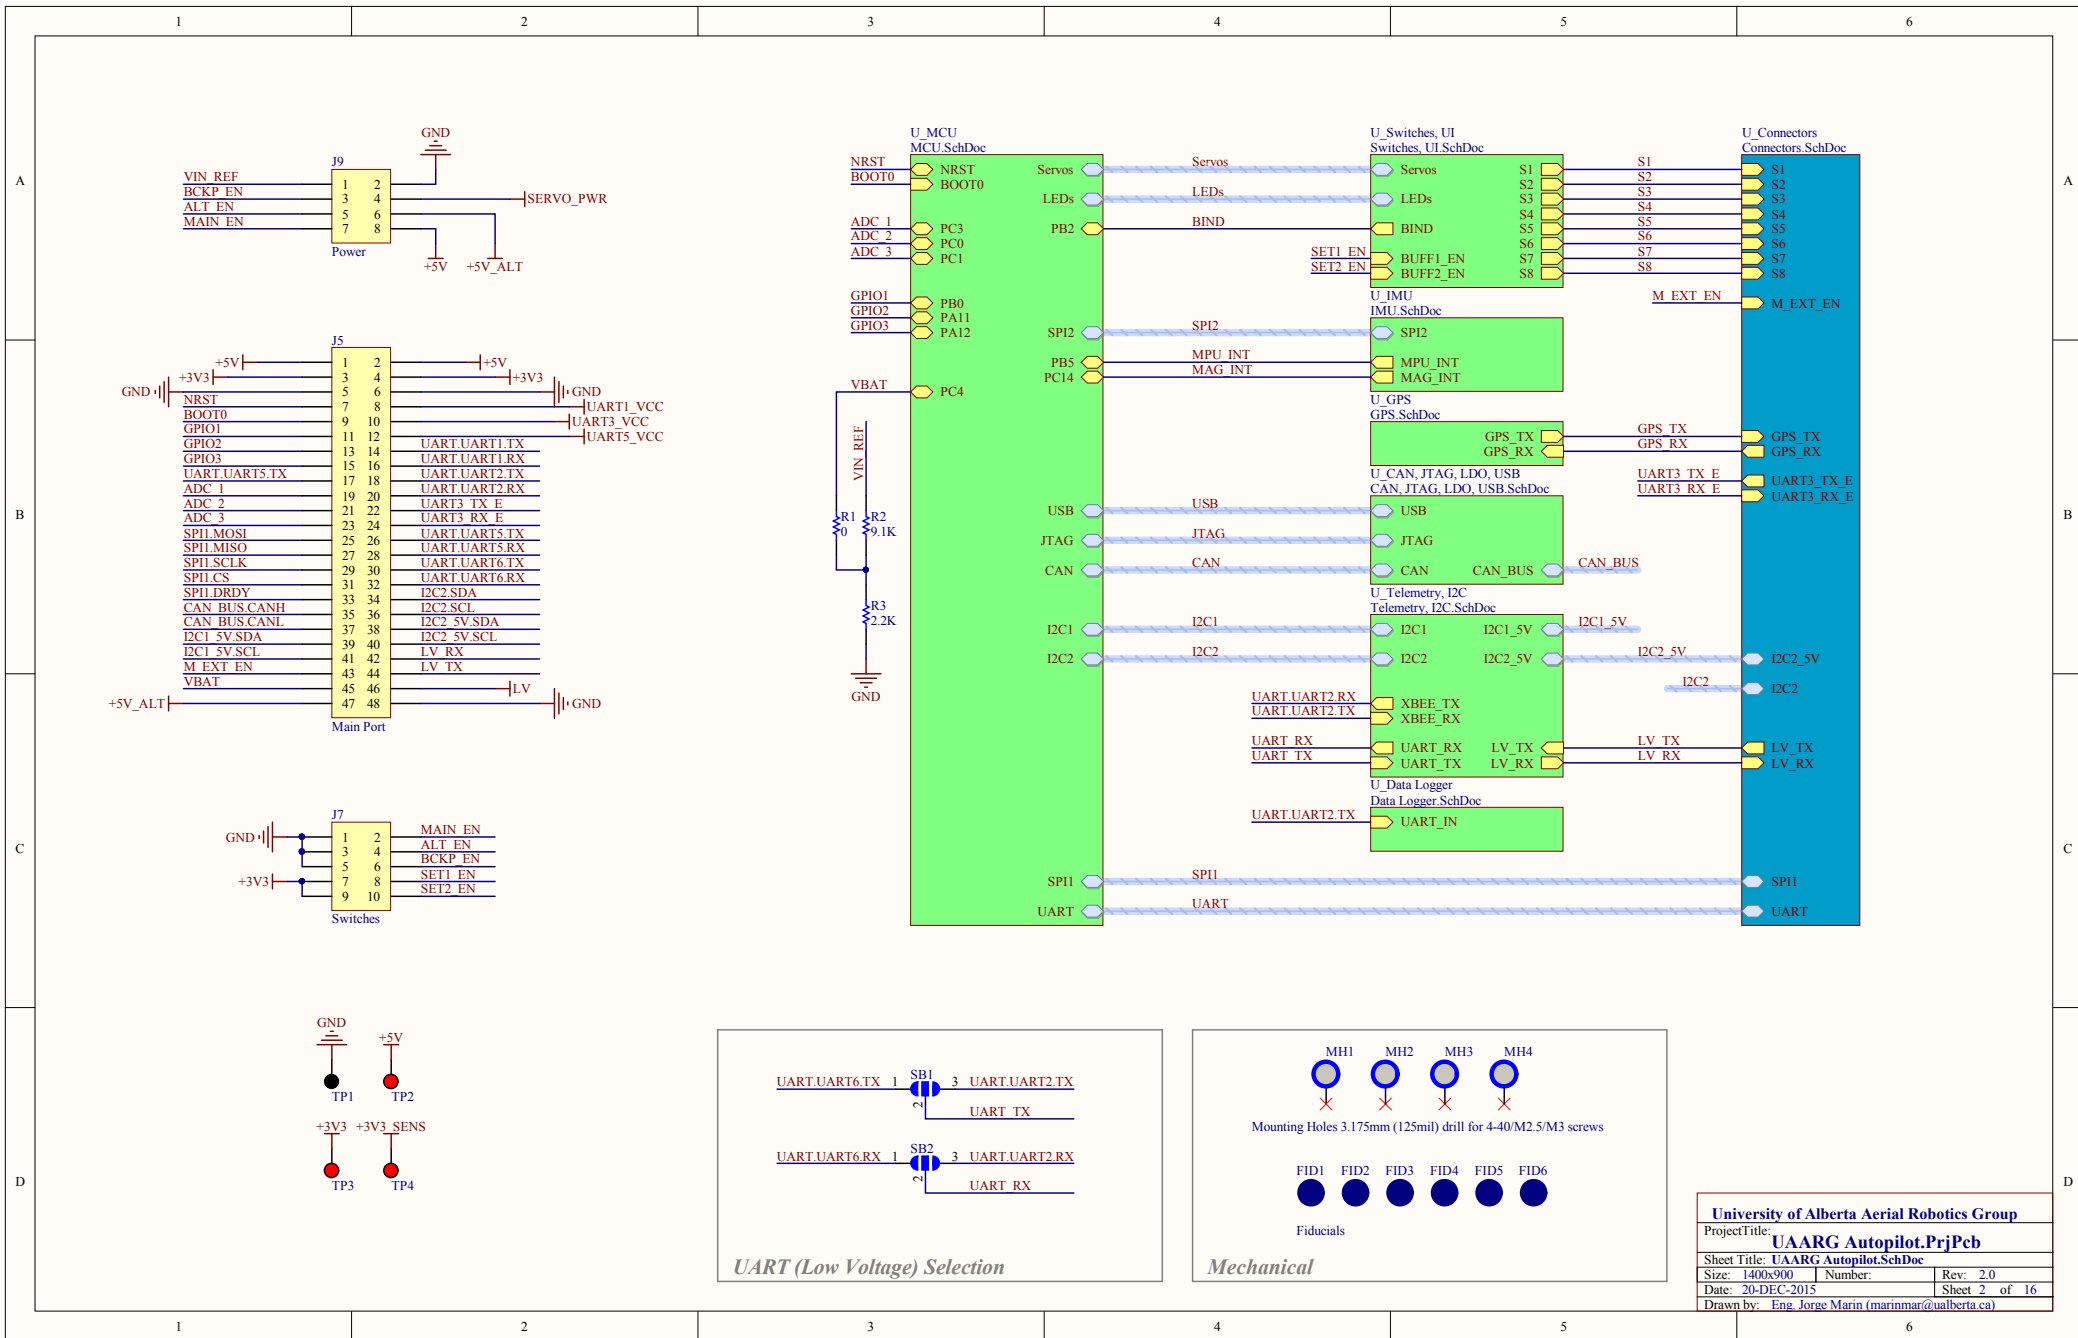 1 2 3 4 5 6
A A
B B
C C
D D
J9
GND
VIN_REF 1 2
BCKP_EN 3 4 SERVO_PWR
ALT_EN 5 6
MAIN_EN 7 8
Power
+5V +5V_ALT
J5
+5V 1 2 +5V
+3V3 3 4 +3V3
GND 5 6 GND
NRST 7 8 UART1_VCC
BOOT0 9 10 UART3_VCC
GPIO1 11 12 UART5_VCC
GPIO2 13 14 UART.UART1.TX
GPIO3 15 16 UART.UART1.RX
UART.UART5.TX 17 18 UART.UART2.TX
ADC_1 19 20 UART.UART2.RX
ADC_2 21 22 UART3_TX_E
ADC_3 23 24 UART3_RX_E
SPI1.MOSI 25 26 UART.UART5.TX
SPI1.MISO 27 28 UART.UART5.RX
SPI1.SCLK 29 30 UART.UART6.TX
SPI1.CS 31 32 UART.UART6.RX
SPI1.DRDY 33 34 I2C2.SDA
CAN_BUS.CANH 35 36 I2C2.SCL
CAN_BUS.CANL 37 38 I2C2_5V.SDA
I2C1_5V.SDA 39 40 I2C2_5V.SCL
I2C1_5V.SCL 41 42 LV_RX
M_EXT_EN 43 44 LV_TX
VBAT 45 46 LV
+5V_ALT 47 48 GND
Main Port
J7
GND 1 2 MAIN_EN
3 4 ALT_EN
5 6 BCKP_EN
+3V3 7 8 SET1_EN
9 10 SET2_EN
Switches
GND
+5V
TP1 TP2
+3V3 +3V3_SENS
TP3 TP4
U_MCU
MCU.SchDoc
NRST NRST
BOOT0 BOOT0
ADC_1 PC3
ADC_2 PC0
ADC_3 PC1
GPIO1 PB0
GPIO2 PA11
GPIO3 PA12
VBAT PC4
VIN_REF
R1
0
R2
9.1K
R3
2.2K
GND
Servos Servos
LEDs LEDs
PB2 BIND
SPI2 SPI2
PB5 MPU_INT
PC14 MAG_INT
USB USB
JTAG JTAG
CAN CAN
I2C1 I2C1
I2C2 I2C2
SPI1 SPI1
UART UART
U_Switches, UI
Switches, UI.SchDoc
Servos S1 S1
S2 S2
LEDs S3 S3
S4 S4
BIND S5 S5
S6 S6
SET1_EN BUFF1_EN S7 S7
SET2_EN BUFF2_EN S8 S8
U_IMU
IMU.SchDoc
SPI2
MPU_INT
MAG_INT
U_GPS
GPS.SchDoc
GPS_TX GPS_TX
GPS_RX GPS_RX
U_CAN, JTAG, LDO, USB
CAN, JTAG, LDO, USB.SchDoc
USB
JTAG
CAN CAN_BUS CAN_BUS
U_Telemetry, I2C
Telemetry, I2C.SchDoc
I2C1 I2C1_5V I2C1_5V
I2C2 I2C2_5V I2C2_5V
I2C2
UART.UART2.RX XBEE_TX
UART.UART2.TX XBEE_RX
UART_RX UART_RX LV_TX LV_TX
UART_TX UART_TX LV_RX LV_RX
U_Data Logger
Data Logger.SchDoc
UART.UART2.TX UART_IN
U_Connectors
Connectors.SchDoc
S1
S2
S3
S4
S5
S6
S7
S8
M_EXT_EN M_EXT_EN
GPS_TX
GPS_RX
UART3_TX_E UART3_TX_E
UART3_RX_E UART3_RX_E
I2C2_5V
I2C2
LV_TX
LV_RX
SPI1
UART
SB1
UART.UART6.TX 1 3 UART.UART2.TX
2 UART_TX
SB2
UART.UART6.RX 1 3 UART.UART2.RX
2 UART_RX
UART (Low Voltage) Selection
MH1 MH2 MH3 MH4
Mounting Holes 3.175mm (125mil) drill for 4-40/M2.5/M3 screws
FID1 FID2 FID3 FID4 FID5 FID6
Fiducials
Mechanical
University of Alberta Aerial Robotics Group
ProjectTitle: UAARG Autopilot.PrjPcb
Sheet Title: UAARG Autopilot.SchDoc
Size: 1400x900 Number: Rev: 2.0
Date: 20-DEC-2015 Sheet 2 of 16
Drawn by: Eng. Jorge Marin (marinmar@ualberta.ca)
1 2 3 4 5 6